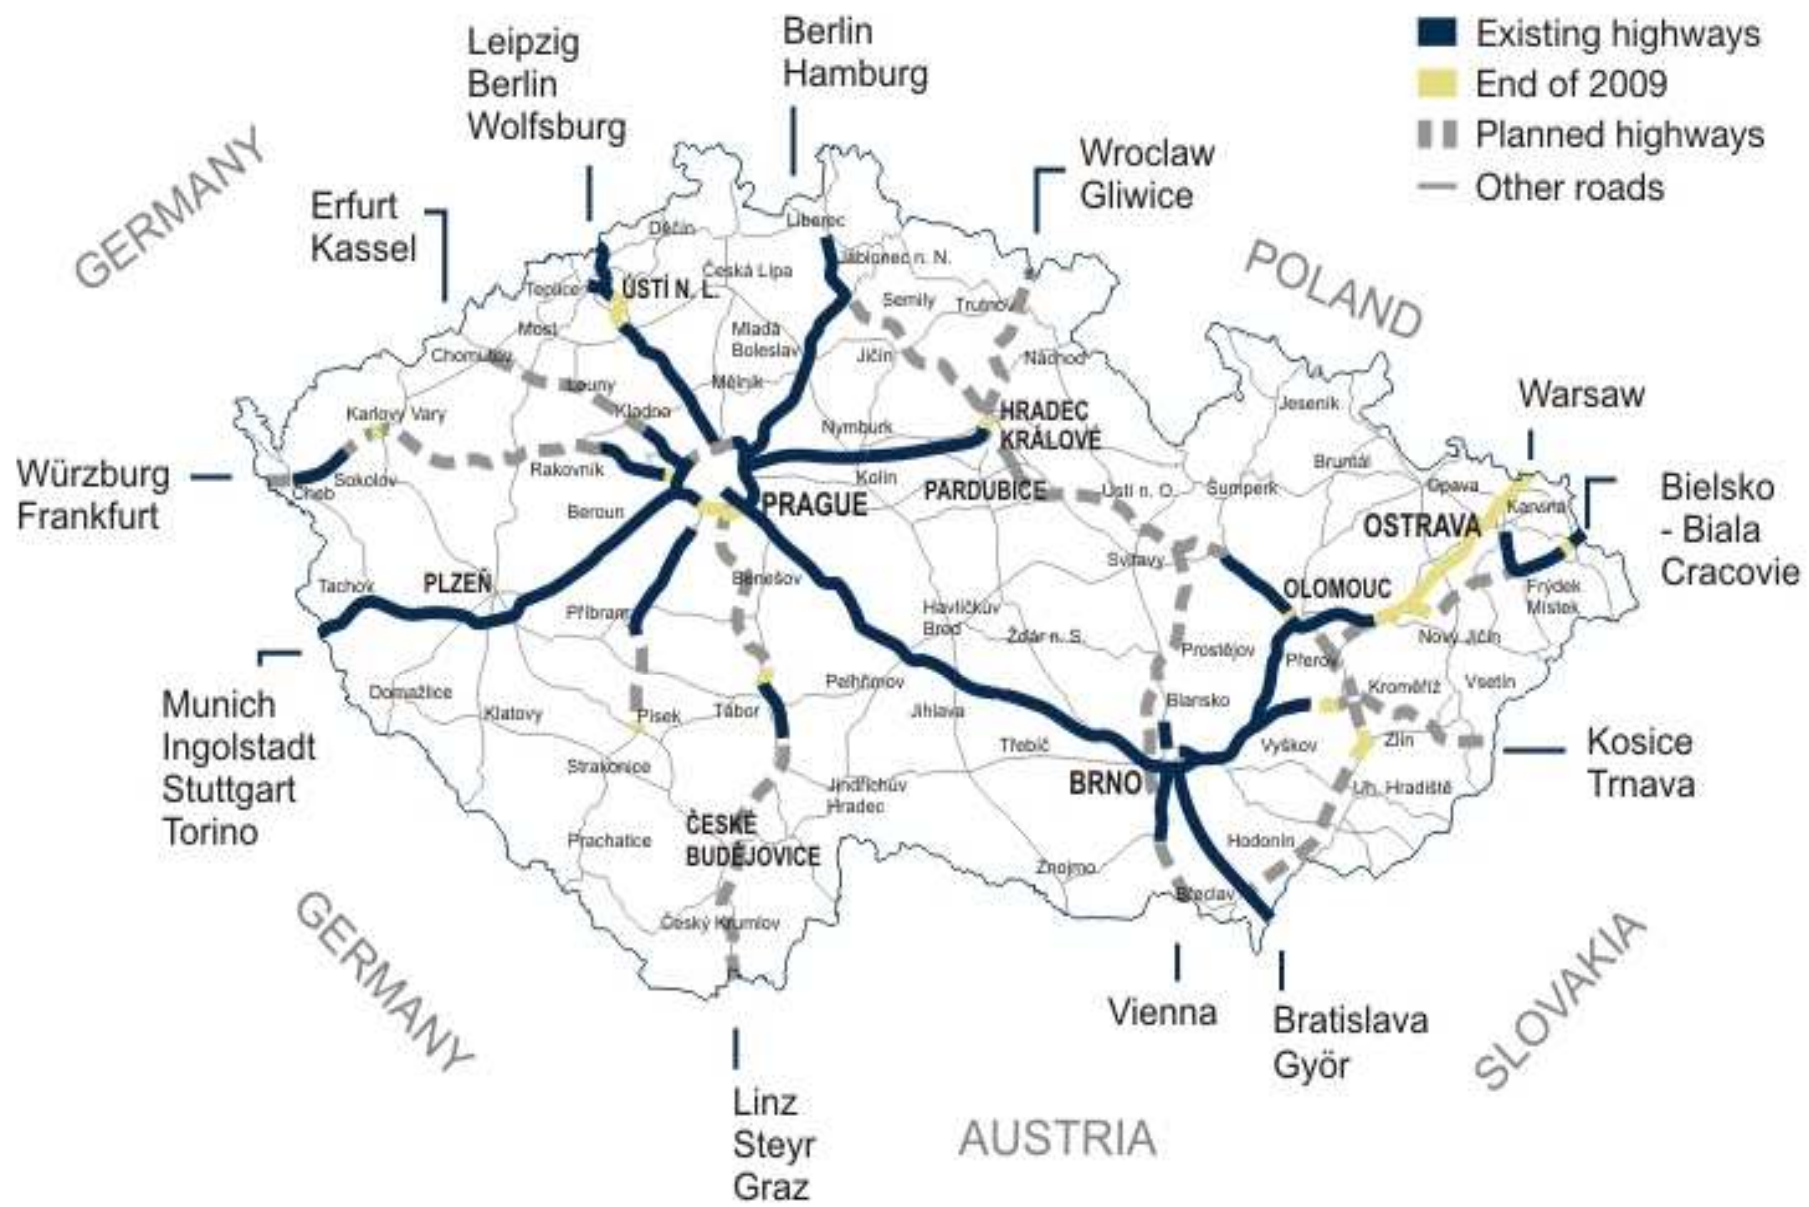 Leipzig
Berlin
Wolfsburg
Berlin
Hamburg
Existing highways
End of 2009
Planned highways
Other roads
GERMANY
Erfurt
Kassel
Wroclaw
Gliwice
POLAND
Děčín
Liberec
Jablonec n. N.
Česká Lípa
Teplice
ÚSTÍ N. L.
Semily
Trutnov
Most
Mladá
Boleslav
Chomutov
Jičín
Náchod
Louny
Mělník
Warsaw
Karlovy Vary
Kladno
Nymburk
HRADEC
KRÁLOVÉ
Jeseník
Würzburg
Frankfurt
Cheb
Sokolov
Rakovník
Kolín
PARDUBICE
Ústí n. O.
Šumperk
Bruntál
Opava
Karviná
Bielsko
- Biala
Cracovie
Beroun
PRAGUE
OSTRAVA
Svitavy
Tachov
PLZEŇ
Benešov
OLOMOUC
Frýdek
Místek
Příbram
Havlíčkův
Brod
Žďár n. S.
Nový Jičín
Prostějov
Přerov
Domažlice
Klatovy
Písek
Tábor
Pelhřimov
Jihlava
Blansko
Kroměříž
Vsetín
Munich
Ingolstadt
Stuttgart
Torino
Strakonice
Třebíč
Vyškov
Zlín
Kosice
Trnava
Jindřichův
Hradec
BRNO
Uh. Hradiště
Prachatice
ČESKÉ
BUDĚJOVICE
Hodonín
Znojmo
Břeclav
Český Krumlov
GERMANY
SLOVAKIA
Vienna
Bratislava
Györ
Linz
Steyr
Graz
AUSTRIA